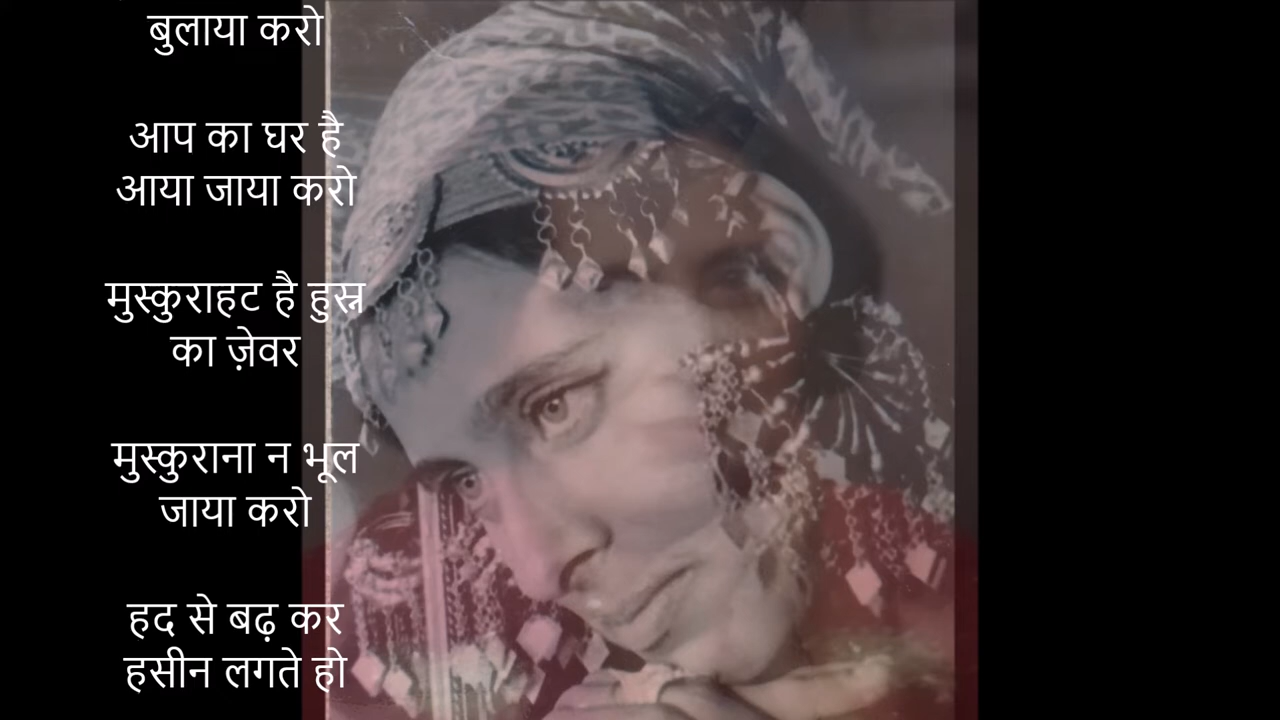 बुलाया करो
आप का घर है
आया जाया करो
मुस्कुराहट है हुस्न
का ज़ेवर
मुस्कुराना न भूल
जाया करो
हद से बढ़ कर
हसीन लगते हो